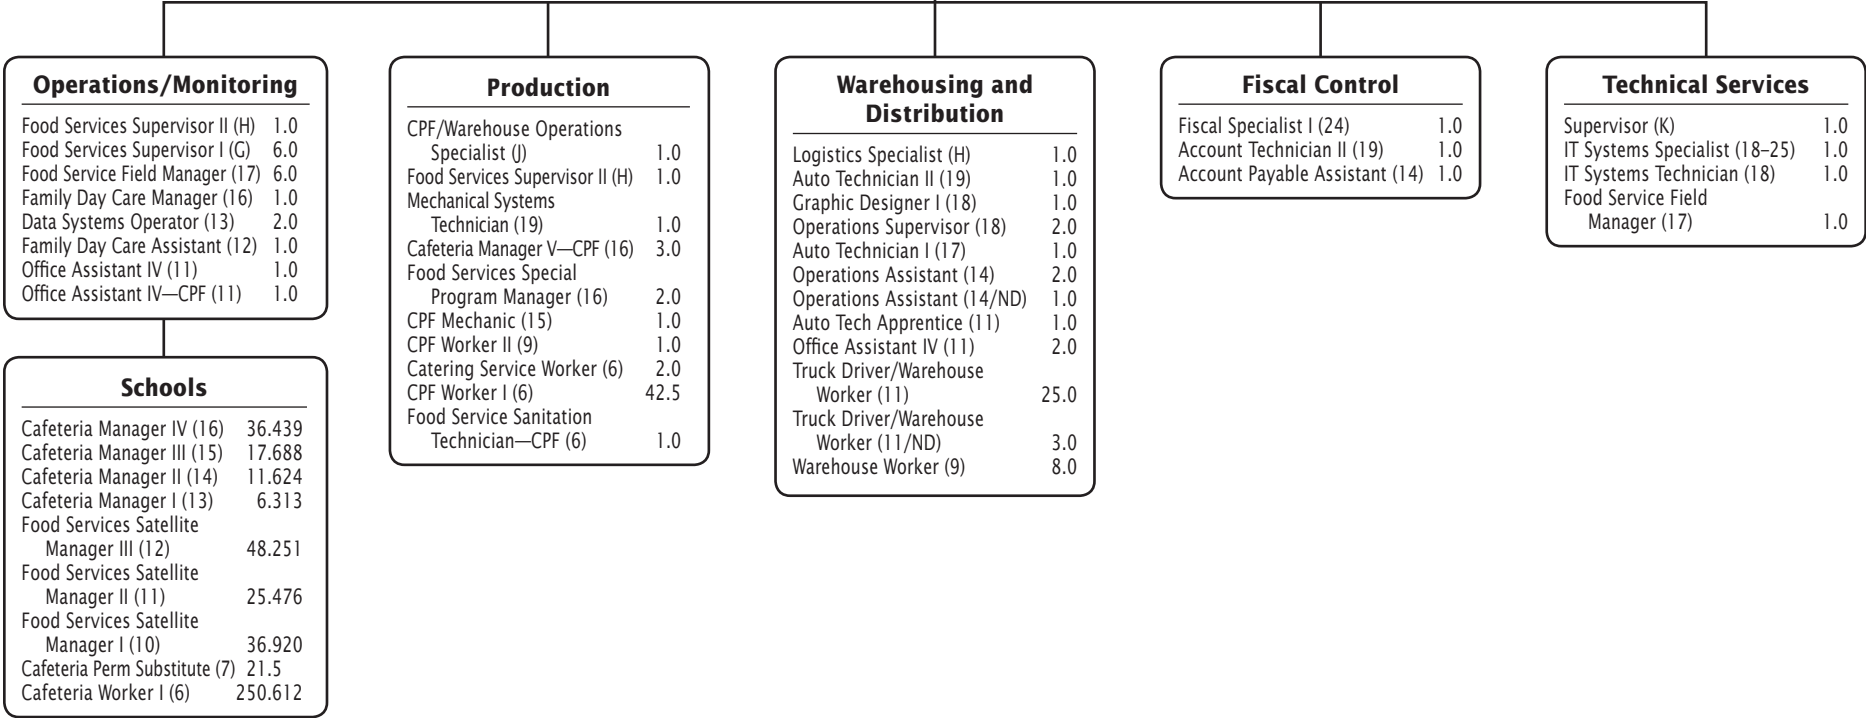 Operations/Monitoring
Food Services Supervisor II (H) 1.0
Food Services Supervisor I (G) 6.0
Food Service Field Manager (17) 6.0
Family Day Care Manager (16) 1.0
Data Systems Operator (13) 2.0
Family Day Care Assistant (12) 1.0
Office Assistant IV (11) 1.0
Office Assistant IV—CPF (11) 1.0
Schools
Cafeteria Manager IV (16) 36.439
Cafeteria Manager III (15) 17.688
Cafeteria Manager II (14) 11.624
Cafeteria Manager I (13) 6.313
Food Services Satellite
Manager III (12) 48.251
Food Services Satellite
Manager II (11) 25.476
Food Services Satellite
Manager I (10) 36.920
Cafeteria Perm Substitute (7) 21.5
Cafeteria Worker I (6) 250.612
Production
CPF/Warehouse Operations
Specialist (J) 1.0
Food Services Supervisor II (H) 1.0
Mechanical Systems
Technician (19) 1.0
Cafeteria Manager V—CPF (16) 3.0
Food Services Special
Program Manager (16) 2.0
CPF Mechanic (15) 1.0
CPF Worker II (9) 1.0
Catering Service Worker (6) 2.0
CPF Worker I (6) 42.5
Food Service Sanitation
Technician—CPF (6) 1.0
Warehousing and
Distribution
Logistics Specialist (H) 1.0
Auto Technician II (19) 1.0
Graphic Designer I (18) 1.0
Operations Supervisor (18) 2.0
Auto Technician I (17) 1.0
Operations Assistant (14) 2.0
Operations Assistant (14/ND) 1.0
Auto Tech Apprentice (11) 1.0
Office Assistant IV (11) 2.0
Truck Driver/Warehouse
Worker (11) 25.0
Truck Driver/Warehouse
Worker (11/ND) 3.0
Warehouse Worker (9) 8.0
Fiscal Control
Fiscal Specialist I (24) 1.0
Account Technician II (19) 1.0
Account Payable Assistant (14) 1.0
Technical Services
Supervisor (K) 1.0
IT Systems Specialist (18–25) 1.0
IT Systems Technician (18) 1.0
Food Service Field
Manager (17) 1.0